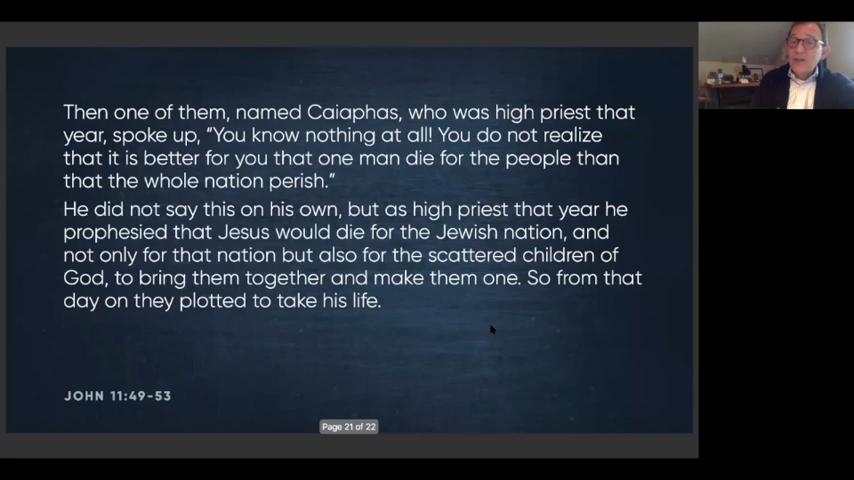 Then one of them, named Caiaphas, who was high priest that
year, spoke up, “You know nothing at all! You do not realize
that it is better for you that one man die for the people than
that the whole nation perish.”
He did not say this on his own, but as high priest that year he
prophesied that Jesus would die for the Jewish nation, and
not only for that nation but also for the scattered children of
God, to bring them together and make them one. So from that
day on they plotted to take his life.
JOHN 11:49-53
Page 21 of 22